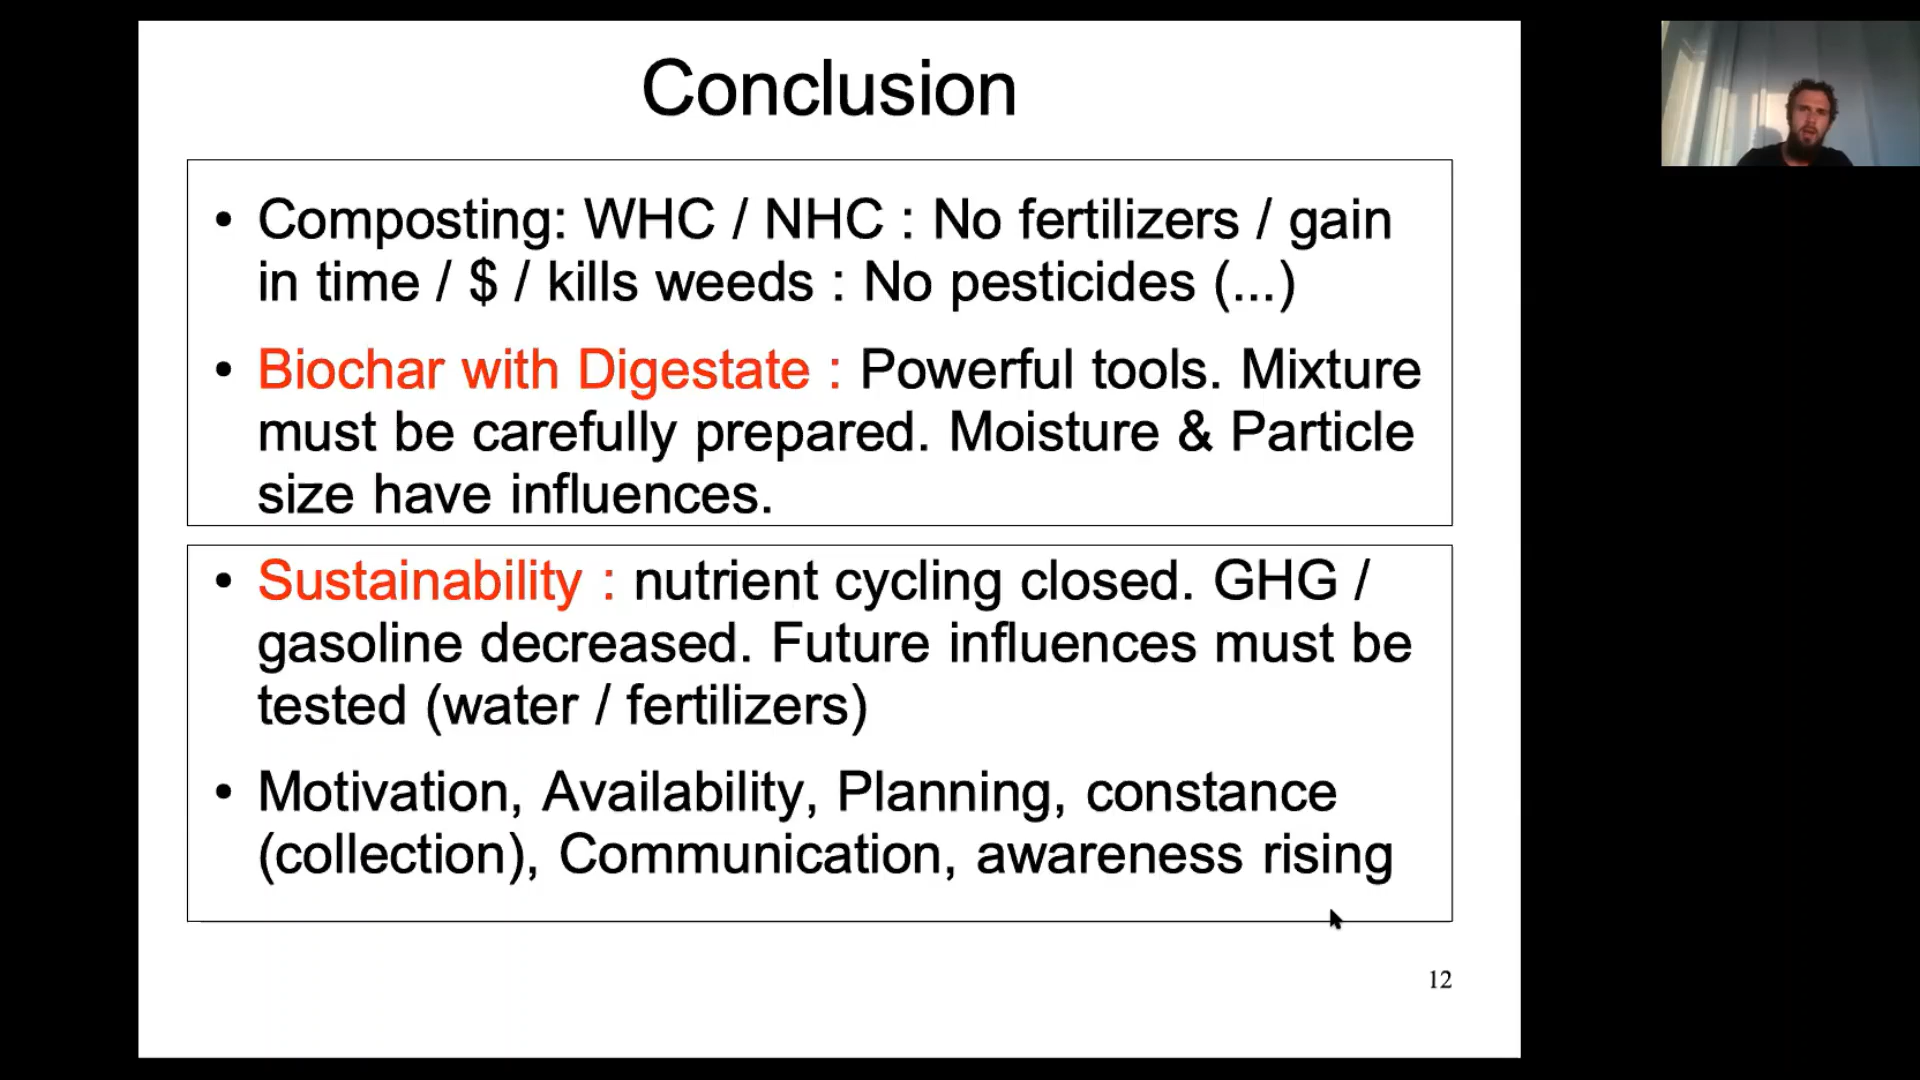 Conclusion
• Composting: WHC / NHC : No fertilizers / gain
in time / $ / kills weeds : No pesticides (...)
• Biochar with Digestate : Powerful tools. Mixture
must be carefully prepared. Moisture & Particle
size have influences.
• Sustainability : nutrient cycling closed. GHG /
gasoline decreased. Future influences must be
tested (water / fertilizers)
• Motivation, Availability, Planning, constance
(collection), Communication, awareness rising
12